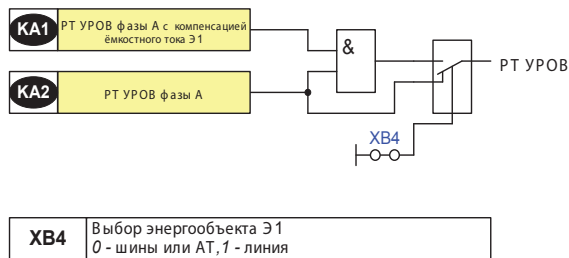 KA1
РТ УРОВ фазы А с компенсацией
ёмкостного тока Э1
&
РТ УРОВ
KA2
РТ УРОВ фазы А
XB4
XB4
Выбор энергообъекта Э1
0 - шины или АТ, 1 - линия